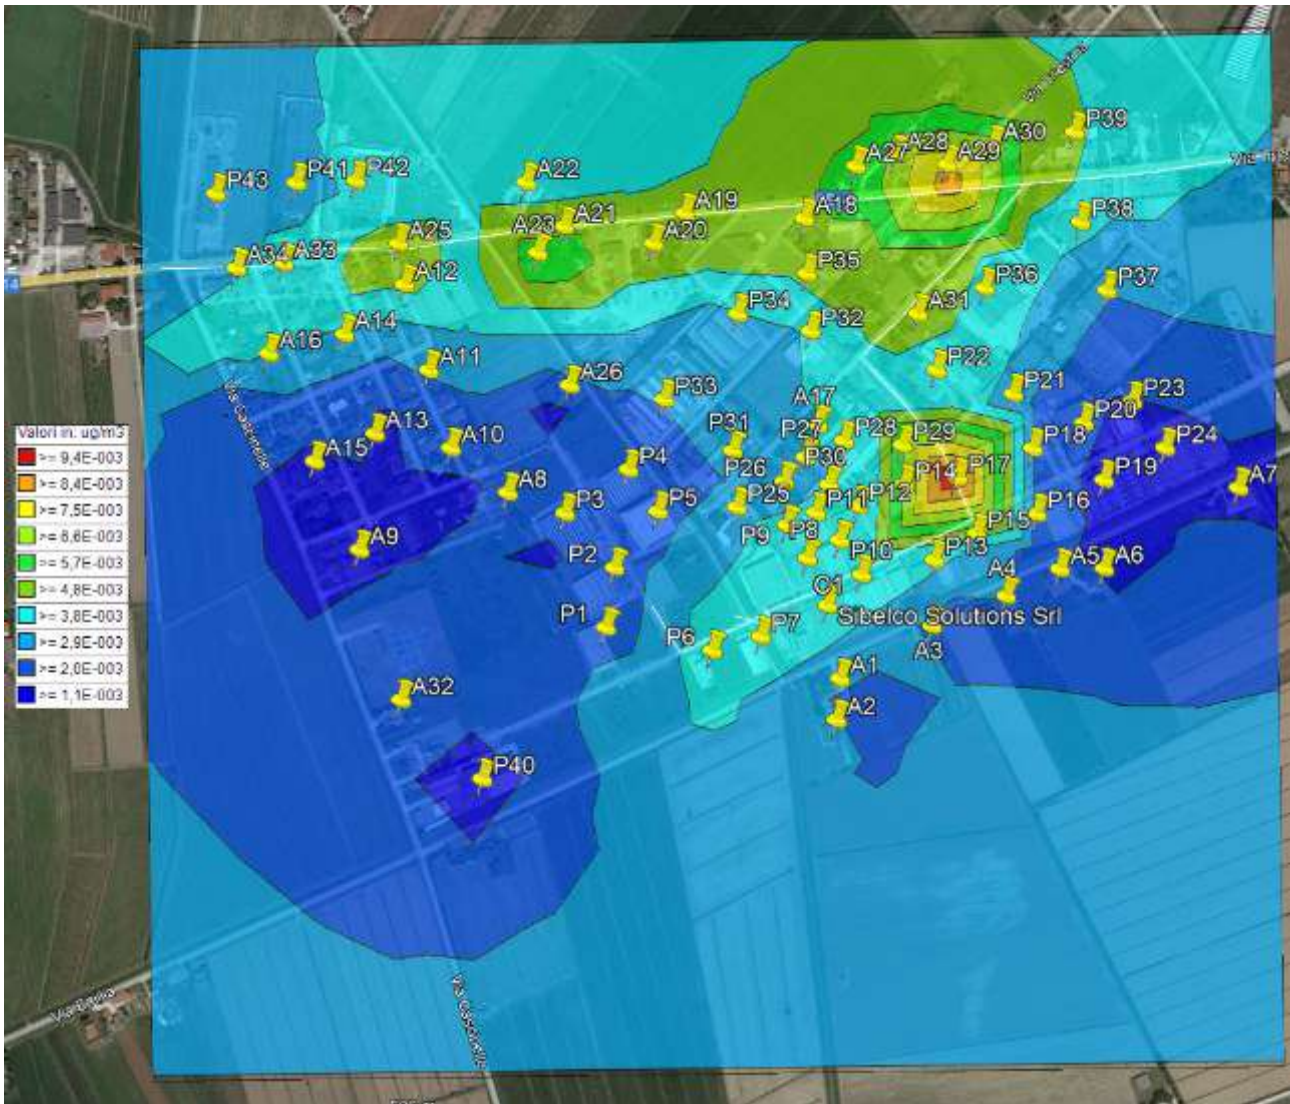 Via Imp
P39
A30
A28
A29
A27
P41
P42
P43
A22
A19
A18
P38
A21
A23
A20
A25
A34
A33
A12
P35
P36
P37
A31
P34
P32
A14
A16
A11
P22
A26
P33
P21
P23
P20
Via Cascinetto
A17
A13
A10
A15
P31
P27
P28
P29
P18
P24
P4
P26
P30
P14
P17
P19
A7
A8
P3
P5
P25
P11
P12
P16
P9
P8
P15
A9
P2
P10
P13
A4
A5
A6
C1
P1
Sibelco Solutions Srl
P6
P7
A3
A1
A32
A2
P40
Valori in: ug/m3
>= 9,4E-003
>= 8,4E-003
>= 7,5E-003
>= 6,6E-003
>= 5,7E-003
>= 4,8E-003
>= 3,8E-003
>= 2,9E-003
>= 2,0E-003
>= 1,1E-003